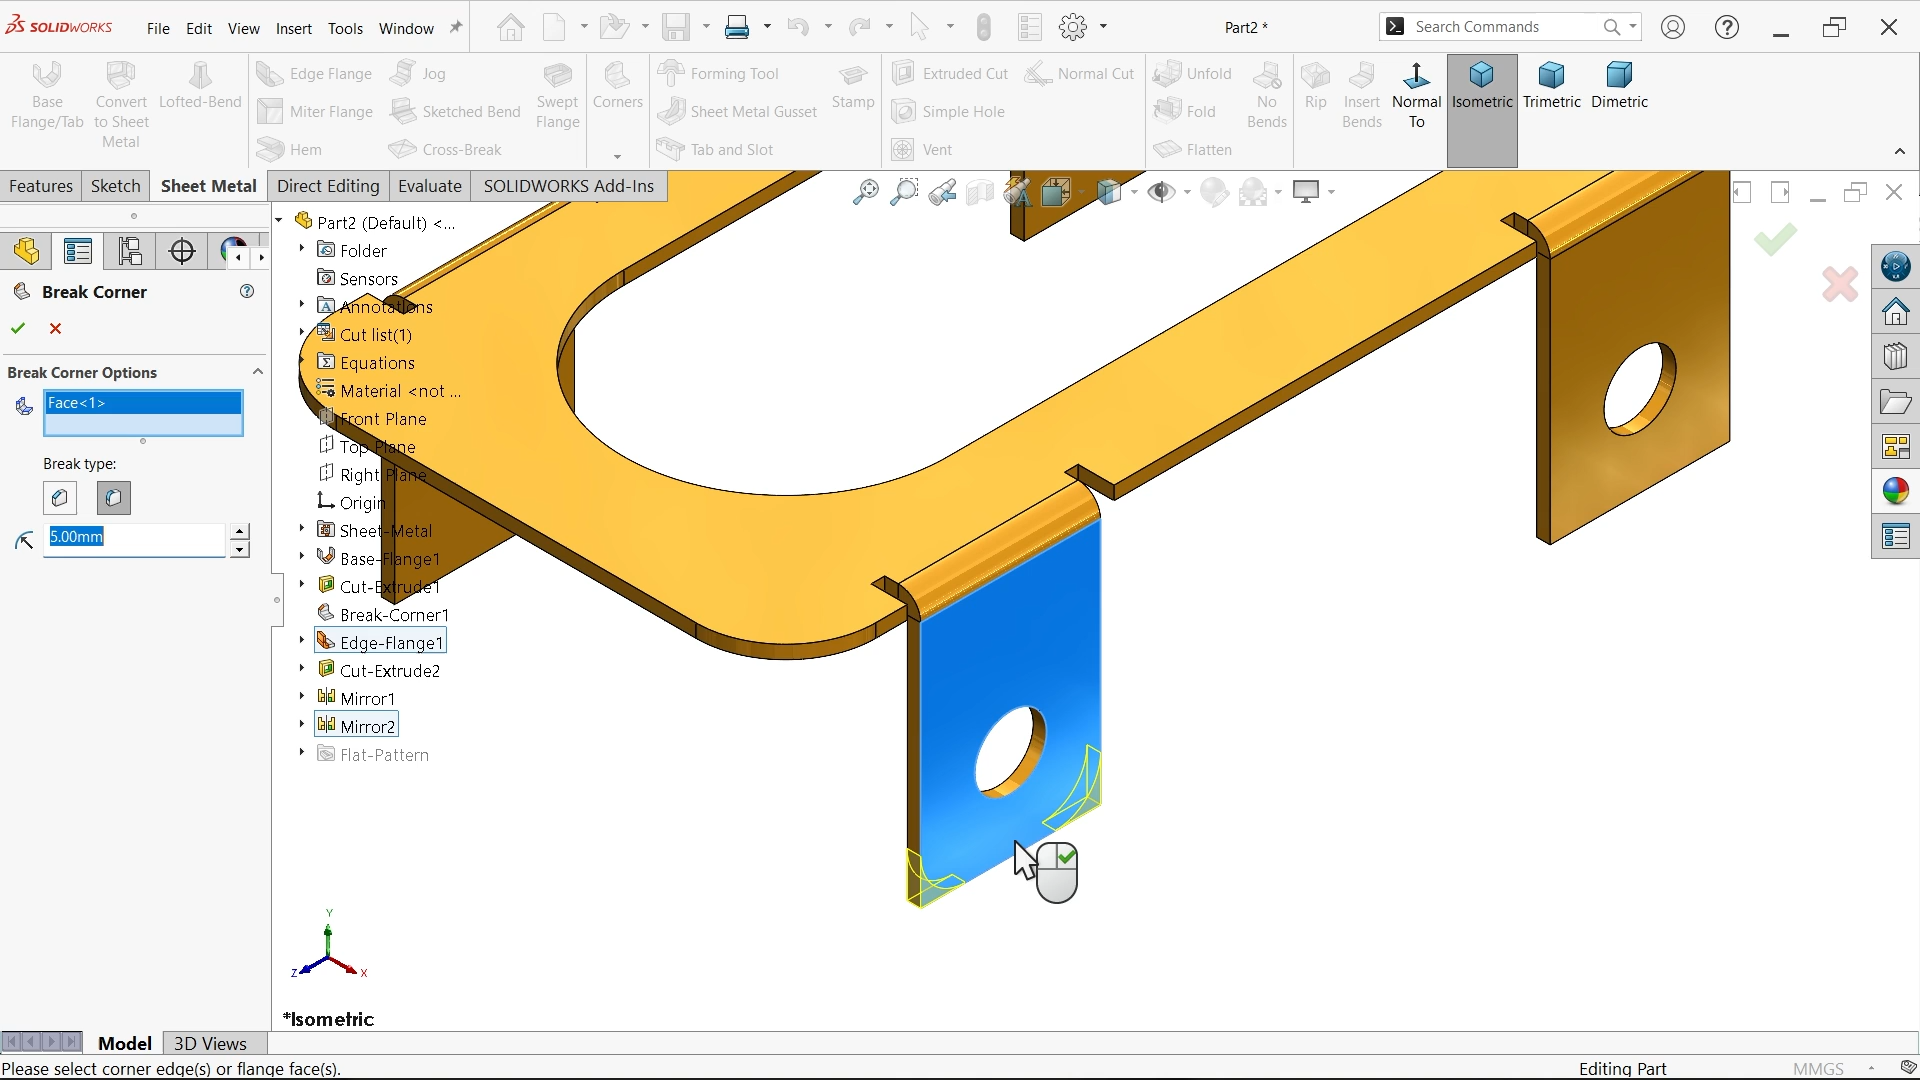 SOLIDWORKS
File Edit View Insert Tools Window
Part2 *
Search Commands
Base Flange/Tab
Convert to Sheet Metal
Lofted-Bend
Edge Flange
Miter Flange
Hem
Jog
Sketched Bend
Cross-Break
Swept Flange
Corners
Forming Tool
Sheet Metal Gusset
Tab and Slot
Stamp
Extruded Cut
Simple Hole
Vent
Normal Cut
Unfold
Fold
Flatten
No Bends
Rip
Insert Bends
Normal To
Isometric
Trimetric
Dimetric
Features Sketch Sheet Metal Direct Editing Evaluate SOLIDWORKS Add-Ins
Break Corner
Break Corner Options
Face<1>
Break type:
5.00mm
Part2 (Default) <...
Folder
Sensors
Annotations
Cut list(1)
Equations
Material <not ...
Front Plane
Top Plane
Right Plane
Origin
Sheet-Metal
Base-Flange1
Cut-Extrude1
Break-Corner1
Edge-Flange1
Cut-Extrude2
Mirror1
Mirror2
Flat-Pattern
Y
Z
X
*Isometric
Model 3D Views
Please select corner edge(s) or flange face(s).
Editing Part
MMGS